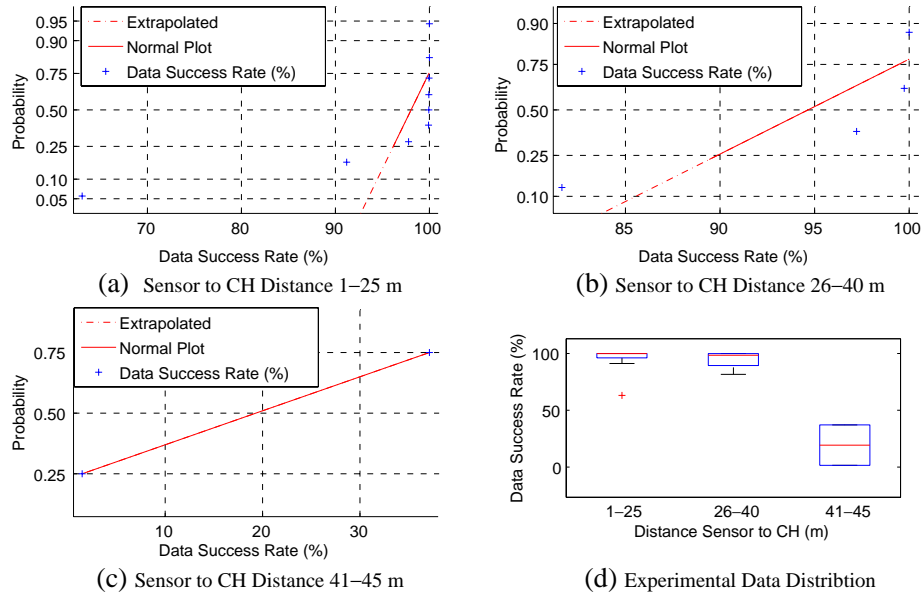 Extrapolated
Normal Plot
Data Success Rate (%)
0.95
0.90
0.75
0.50
0.25
0.10
0.05
Probability
70 80 90 100
Data Success Rate (%)
(a) Sensor to CH Distance 1–25 m
Extrapolated
Normal Plot
Data Success Rate (%)
0.90
0.75
0.50
0.25
0.10
Probability
85 90 95 100
Data Success Rate (%)
(b) Sensor to CH Distance 26–40 m
Extrapolated
Normal Plot
Data Success Rate (%)
0.75
0.50
0.25
Probability
10 20 30
Data Success Rate (%)
(c) Sensor to CH Distance 41–45 m
100
50
0
Data Success Rate (%)
1–25 26–40 41–45
Distance Sensor to CH (m)
(d) Experimental Data Distribtion